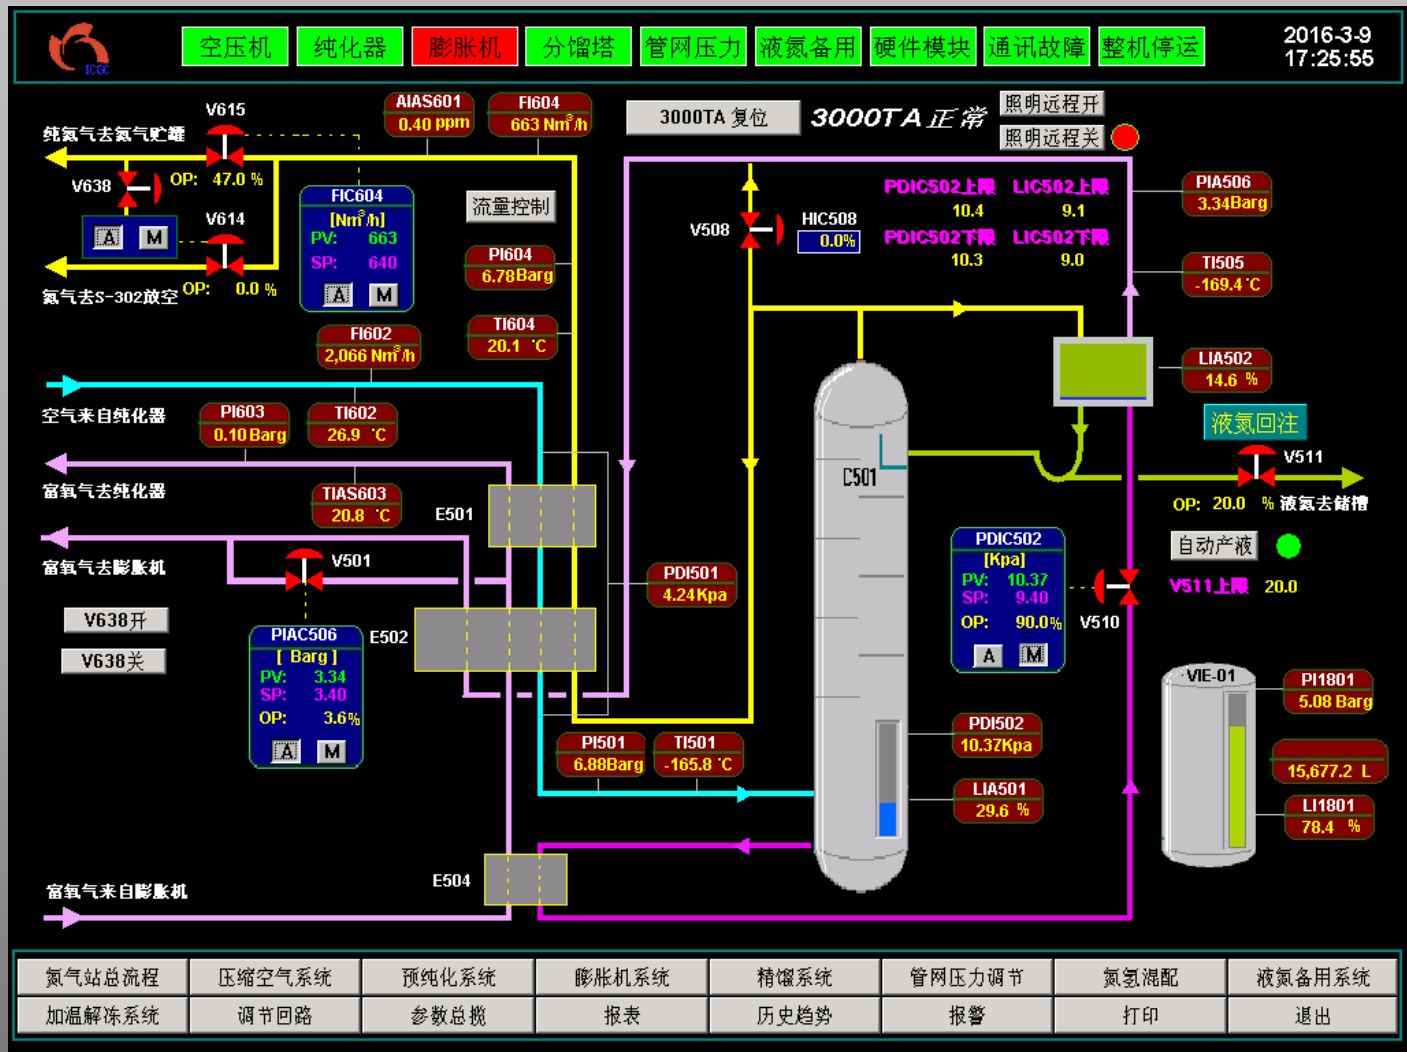 空压机 纯化器 膨胀机 分馏塔 管网压力 液氮备用 硬件模块 通讯故障 整机停运
2016-3-9
17:25:55
ICGC
V615
AIAS601
0.40 ppm
FI604
663 Nm³/h
3000TA 复位
3000TA正常
照明远程开
照明远程关
纯氮气去氮气贮罐
OP: 47.0 %
V638
V614
A M
氮气去S-302放空
OP: 0.0 %
FIC604
[Nm³/h]
PV: 663
SP: 640
A M
流量控制
PI604
6.78Barg
TI604
20.1 ℃
V508
HIC508
0.0%
PDIC502上限 LIC502上限
10.4 9.1
PDIC502下限 LIC502下限
10.3 9.0
PIA506
3.34Barg
TI505
-169.4℃
FI602
2,066 Nm³/h
LIA502
14.6 %
空气来自纯化器
PI603
0.10Barg
TI602
26.9 ℃
富氧气去纯化器
TIAS603
20.8 ℃
E501
富氧气去膨胀机
V501
V638开
V638关
PIAC506
[ Barg ]
PV: 3.34
SP: 3.40
OP: 3.6%
A M
E502
PDI501
4.24Kpa
C501
液氮回注
V511
OP: 20.0 % 液氮去储槽
自动产液
V511上限 20.0
PDIC502
[Kpa]
PV: 10.37
SP: 9.40
OP: 90.0%
A M
V510
PI501
6.88Barg
TI501
-165.8 ℃
PDI502
10.37Kpa
LIA501
29.6 %
VIE-01
PI1801
5.08 Barg
15,677.2 L
LI1801
78.4 %
E504
富氧气来自膨胀机
氮气站总流程 压缩空气系统 预纯化系统 膨胀机系统 精馏系统 管网压力调节 氮氢混配 液氮备用系统
加温解冻系统 调节回路 参数总揽 报表 历史趋势 报警 打印 退出